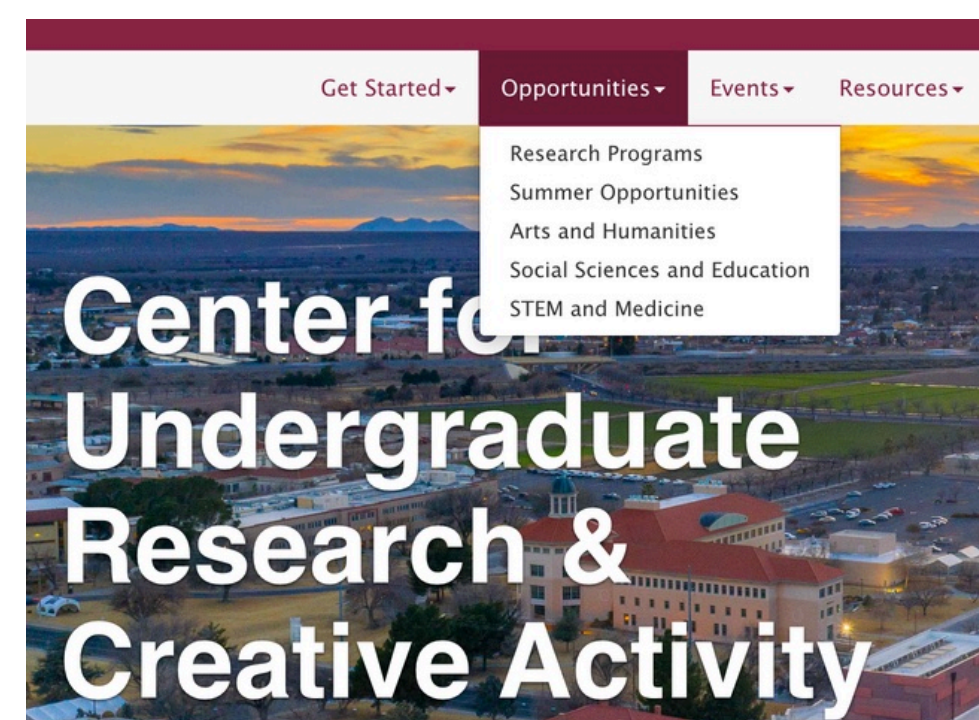 Get Started Opportunities Events Resources
Research Programs
Summer Opportunities
Arts and Humanities
Social Sciences and Education
STEM and Medicine
Center for
Undergraduate
Research &
Creative Activity